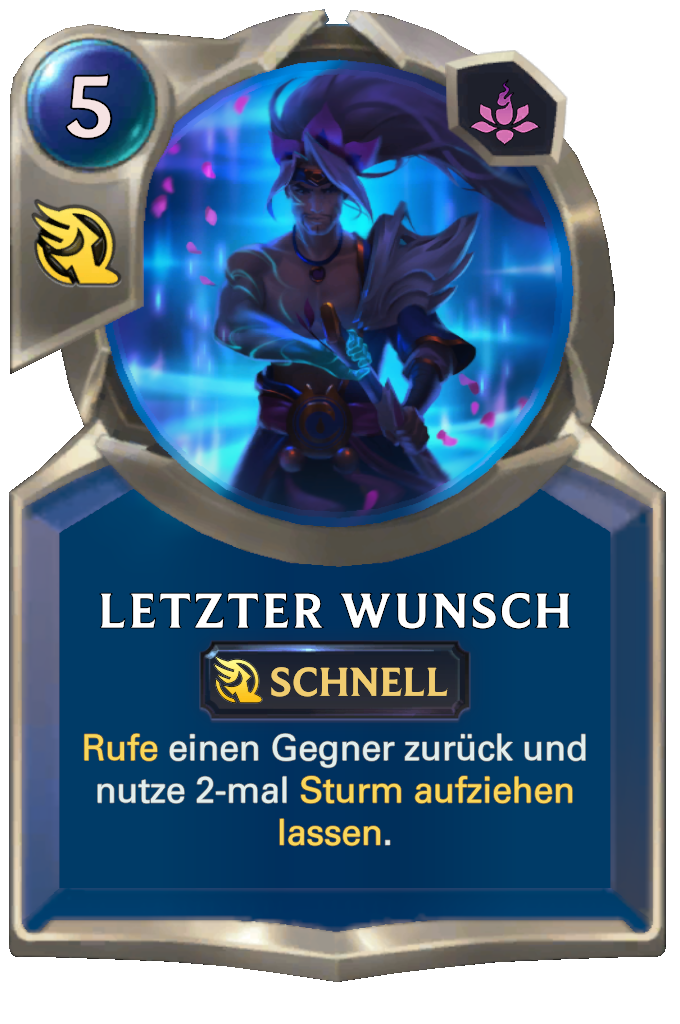 5
LETZTER WUNSCH
SCHNELL
Rufe einen Gegner zurück und
nutze 2-mal Sturm aufziehen
lassen.